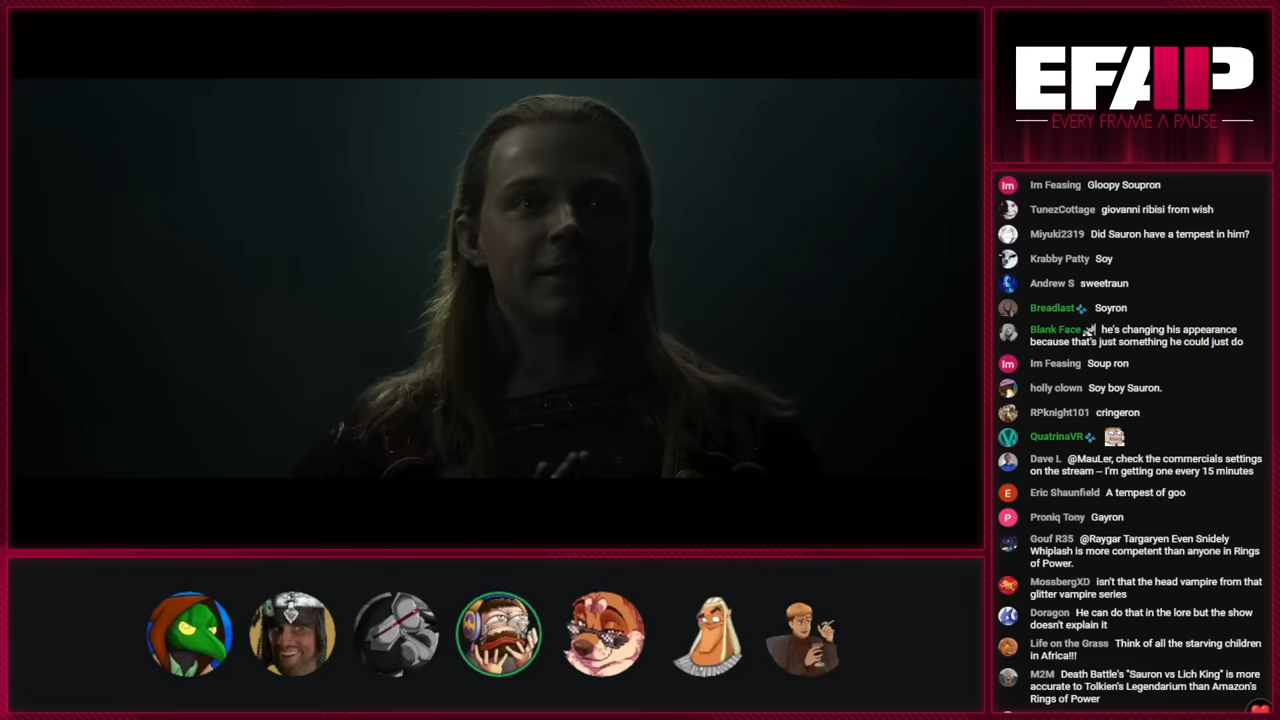 EFAP
EVERY FRAME A PAUSE
Im Im Feasing Gloopy Soupron
TunezCottage giovanni ribisi from wish
Miyuki2319 Did Sauron have a tempest in him?
Krabby Patty Soy
Andrew S sweetraun
Breadlast Soyron
Blank Face he's changing his appearance
because that's just something he could just do
Im Im Feasing Soup ron
holly clown Soy boy Sauron.
RPknight101 cringeron
QuatrinaVR
Dave L @MauLer, check the commercials settings
on the stream – I'm getting one every 15 minutes
E Eric Shaunfield A tempest of goo
P Proniq Tony Gayron
Gouf R35 @Raygar Targaryen Even Snidely
Whiplash is more competent than anyone in Rings
of Power.
MossbergXD isn't that the head vampire from that
glitter vampire series
Doragon He can do that in the lore but the show
doesn't explain it
Life on the Grass Think of all the starving children
in Africa!!!
M2M Death Battle's "Sauron vs Lich King" is more
accurate to Tolkien's Legendarium than Amazon's
Rings of Power